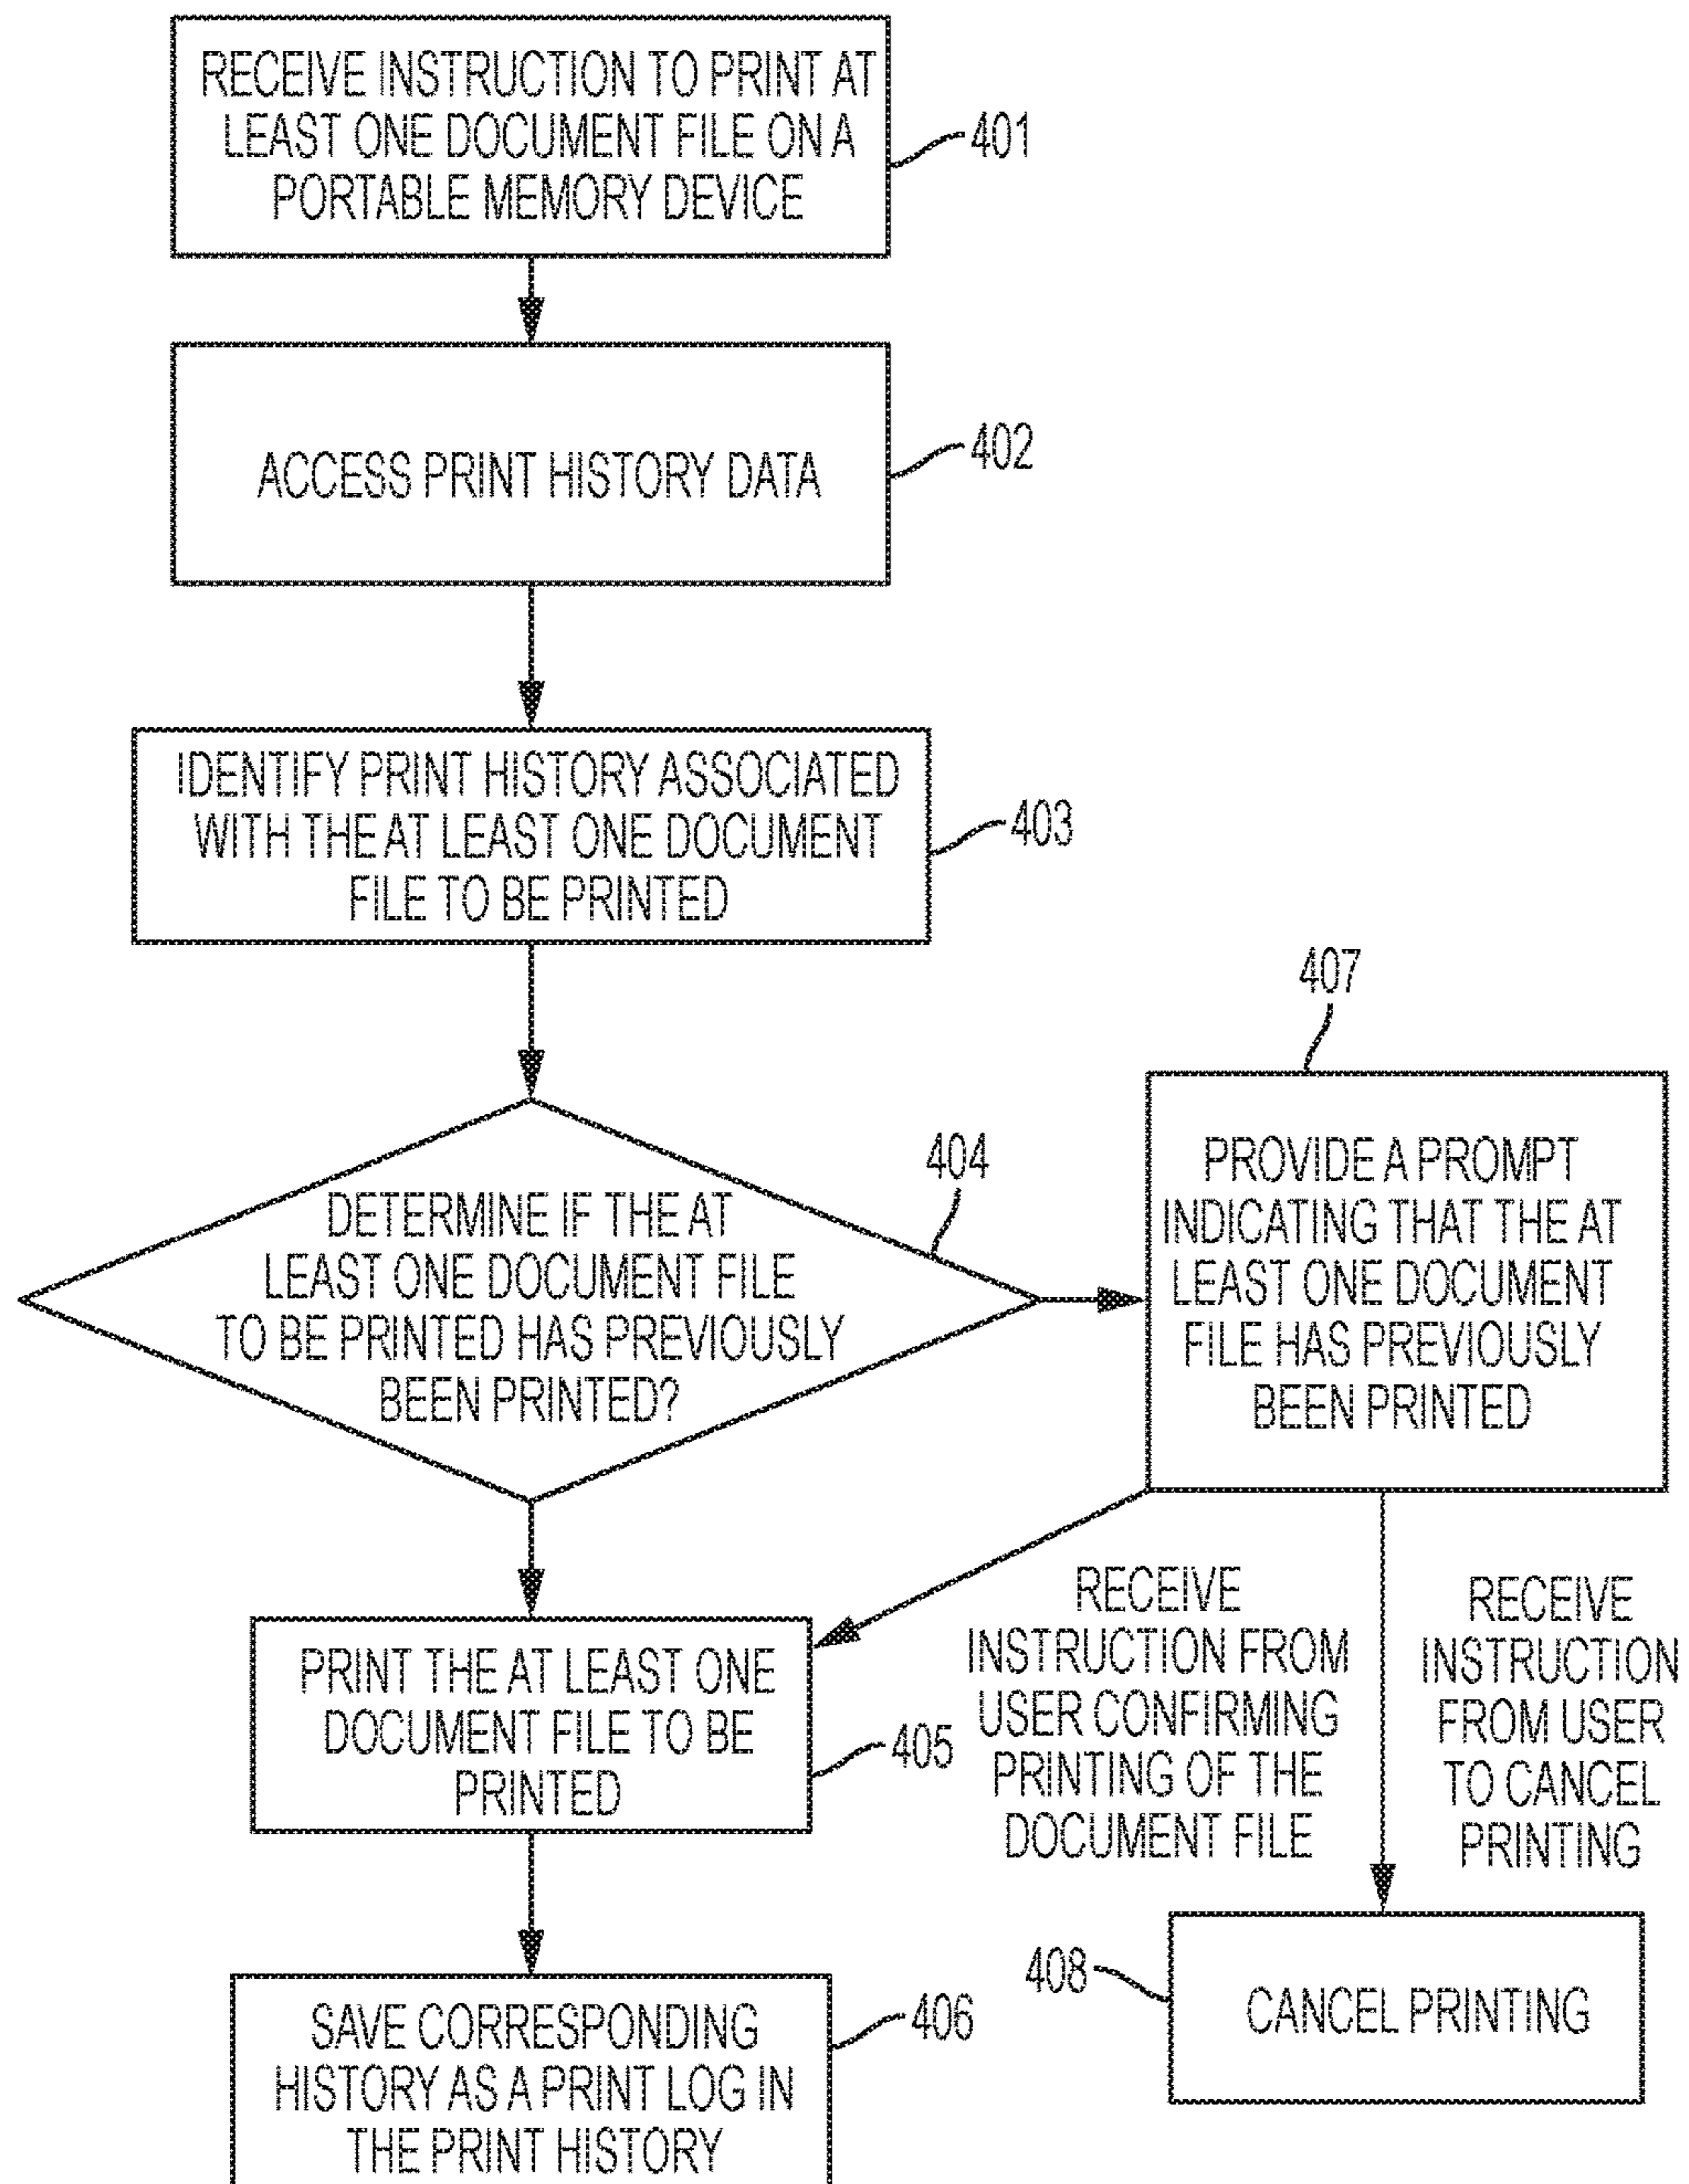 RECEIVE INSTRUCTION TO PRINT AT
LEAST ONE DOCUMENT FILE ON A
PORTABLE MEMORY DEVICE
401
ACCESS PRINT HISTORY DATA
402
IDENTIFY PRINT HISTORY ASSOCIATED
WITH THE AT LEAST ONE DOCUMENT
FILE TO BE PRINTED
403
DETERMINE IF THE AT
LEAST ONE DOCUMENT FILE
TO BE PRINTED HAS PREVIOUSLY
BEEN PRINTED?
404
407
PROVIDE A PROMPT
INDICATING THAT THE AT
LEAST ONE DOCUMENT
FILE HAS PREVIOUSLY
BEEN PRINTED
RECEIVE
INSTRUCTION FROM
USER CONFIRMING
PRINTING OF THE
DOCUMENT FILE
RECEIVE
INSTRUCTION
FROM USER
TO CANCEL
PRINTING
PRINT THE AT LEAST ONE
DOCUMENT FILE TO BE
PRINTED
405
SAVE CORRESPONDING
HISTORY AS A PRINT LOG IN
THE PRINT HISTORY
406
408
CANCEL PRINTING